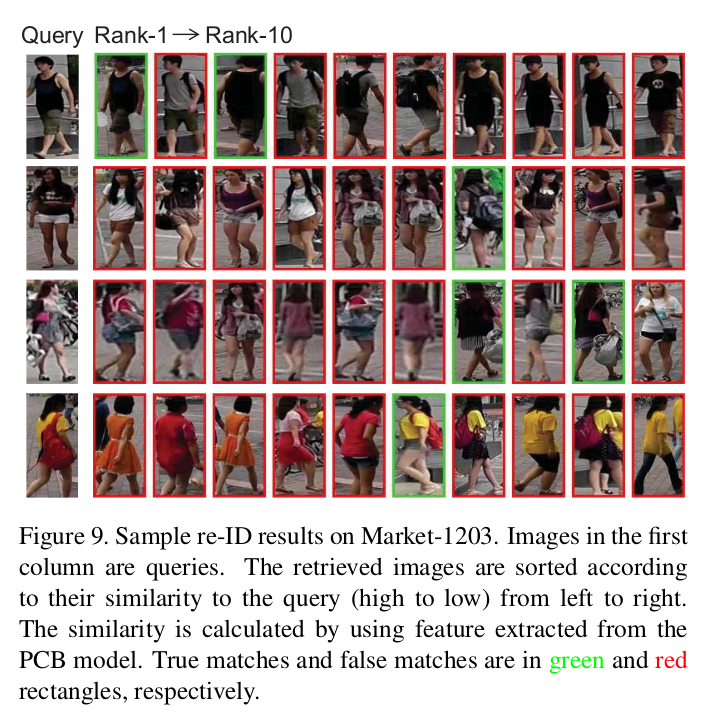 Query Rank-1 → Rank-10
Figure 9. Sample re-ID results on Market-1203. Images in the first
column are queries. The retrieved images are sorted according
to their similarity to the query (high to low) from left to right.
The similarity is calculated by using feature extracted from the
PCB model. True matches and false matches are in green and red
rectangles, respectively.